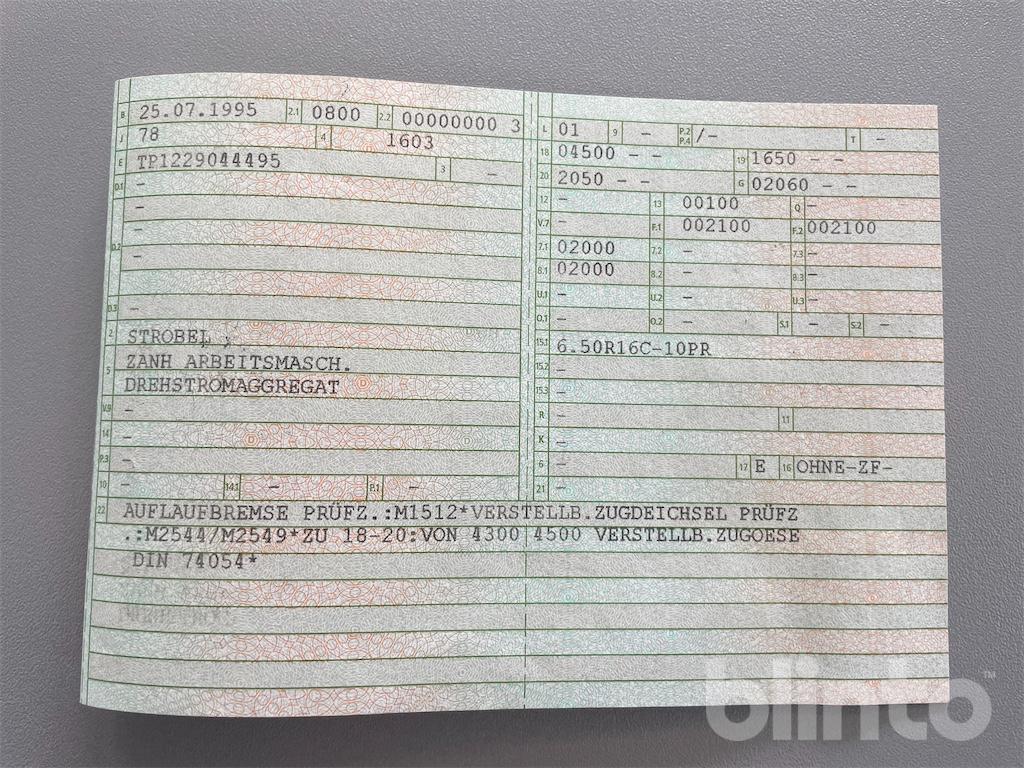 B 25.07.1995 2.1 0800 2.2 00000000 3
J 78 4 1603
E TP1229044495 3 –
D.1 –
–
D.2 –
–
D.3 –
2 STROBEL
5 ZANH ARBEITSMASCH.
DREHSTROMAGGREGAT
V.9 –
14 –
P.3 –
10 – 14.1 – P.1 –
L 01 9 – P.2 P.4 /– T –
18 04500 – – 19 1650 – –
20 2050 – – G 02060 – –
12 – 13 00100 Q –
V.7 – F.1 002100 F.2 002100
7.1 02000 7.2 – 7.3 –
8.1 02000 8.2 – 8.3 –
U.1 – U.2 – U.3 –
O.1 – O.2 – S.1 – S.2 –
15.1 6.50R16C-10PR
15.2 –
15.3 –
R – 11
K –
6 – 17 E 16 OHNE-ZF-
21 –
22 AUFLAUFBREMSE PRÜFZ.:M1512*VERSTELLB.ZUGDEICHSEL PRÜFZ
.:M2544/M2549*ZU 18-20:VON 4300 4500 VERSTELLB.ZUGOESE
DIN 74054*
blinto™